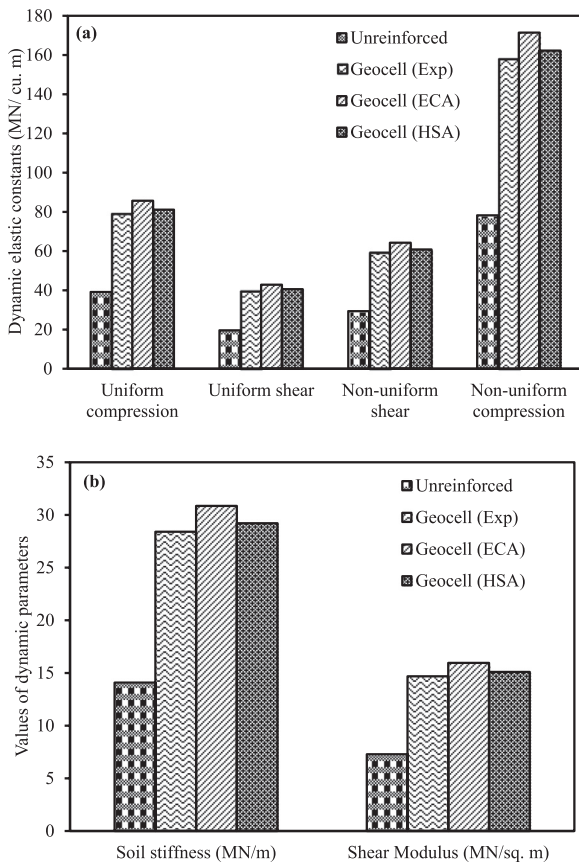 (a)
Dynamic elastic constants (MN/ cu. m)
180
160
140
120
100
80
60
40
20
0
Unreinforced
Geocell (Exp)
Geocell (ECA)
Geocell (HSA)
Uniform
compression
Uniform shear
Non-uniform
shear
Non-uniform
compression
(b)
Values of dynamic parameters
35
30
25
20
15
10
5
0
Unreinforced
Geocell (Exp)
Geocell (ECA)
Geocell (HSA)
Soil stiffness (MN/m)
Shear Modulus (MN/sq. m)